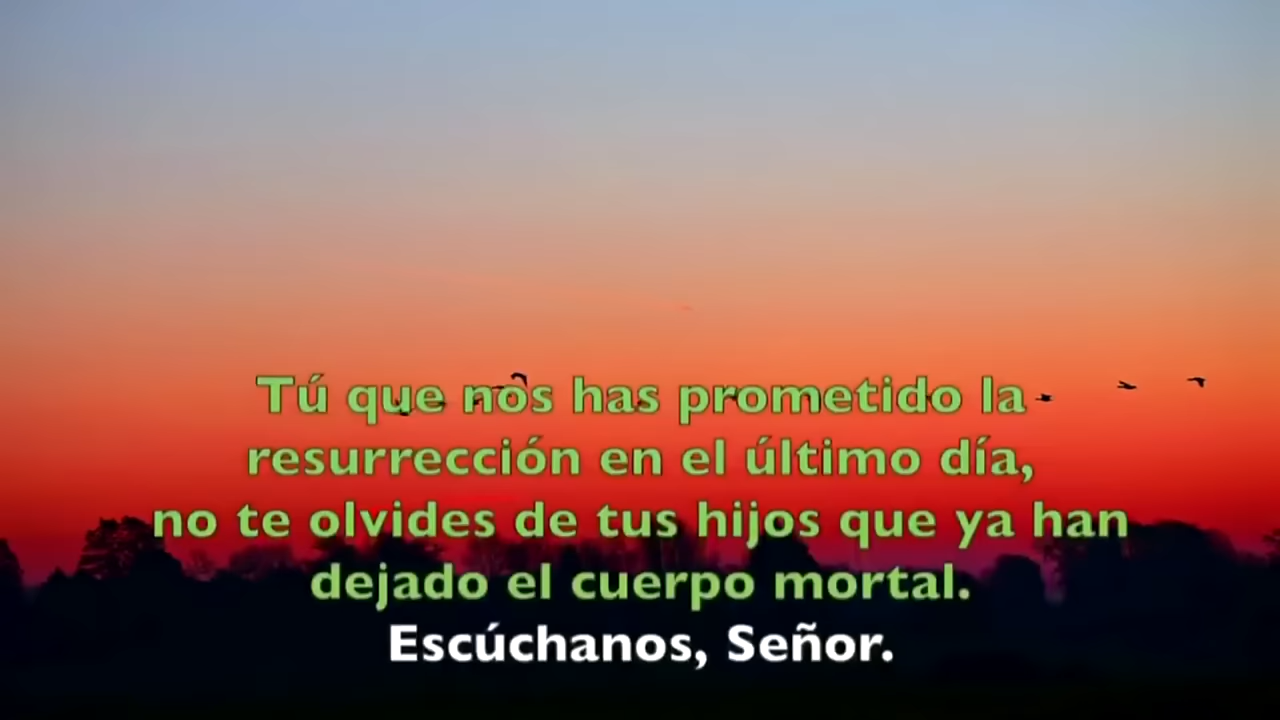 Tú que nos has prometido la
resurrección en el último día,
no te olvides de tus hijos que ya han
dejado el cuerpo mortal.
Escúchanos, Señor.